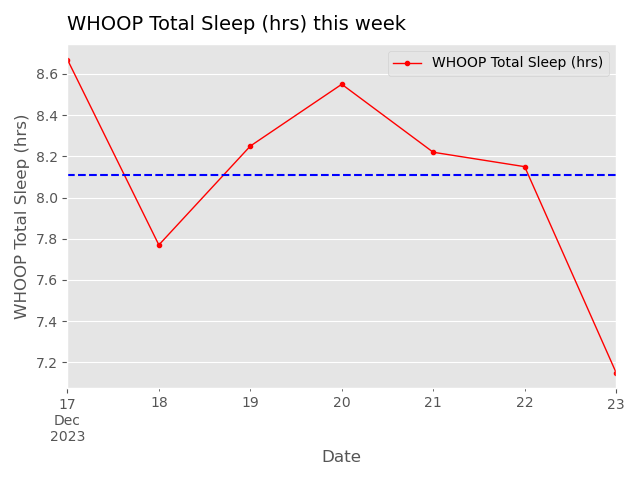 WHOOP Total Sleep (hrs) this week
WHOOP Total Sleep (hrs)
WHOOP Total Sleep (hrs)
8.6
8.4
8.2
8.0
7.8
7.6
7.4
7.2
17 18 19 20 21 22 23
Dec
2023
Date